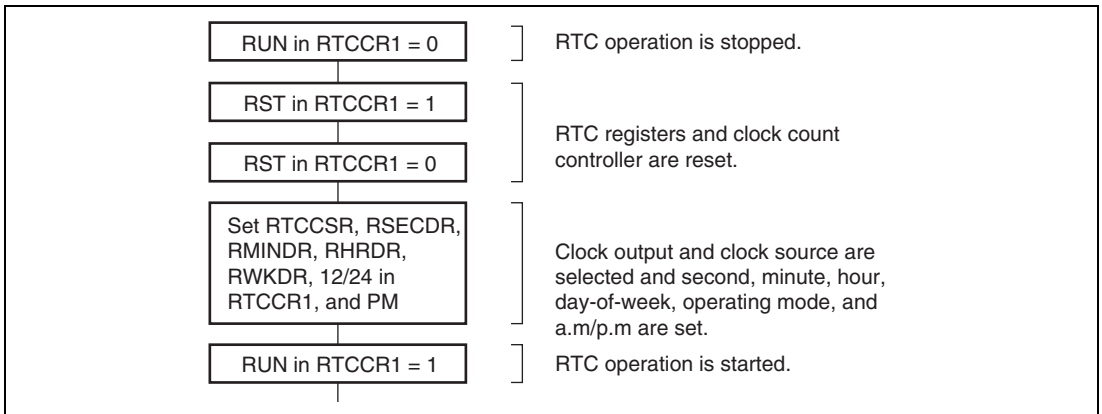 RUN in RTCCR1 = 0
RTC operation is stopped.
RST in RTCCR1 = 1
RST in RTCCR1 = 0
RTC registers and clock count
controller are reset.
Set RTCCSR, RSECDR,
RMINDR, RHRDR,
RWKDR, 12/24 in
RTCCR1, and PM
Clock output and clock source are
selected and second, minute, hour,
day-of-week, operating mode, and
a.m/p.m are set.
RUN in RTCCR1 = 1
RTC operation is started.